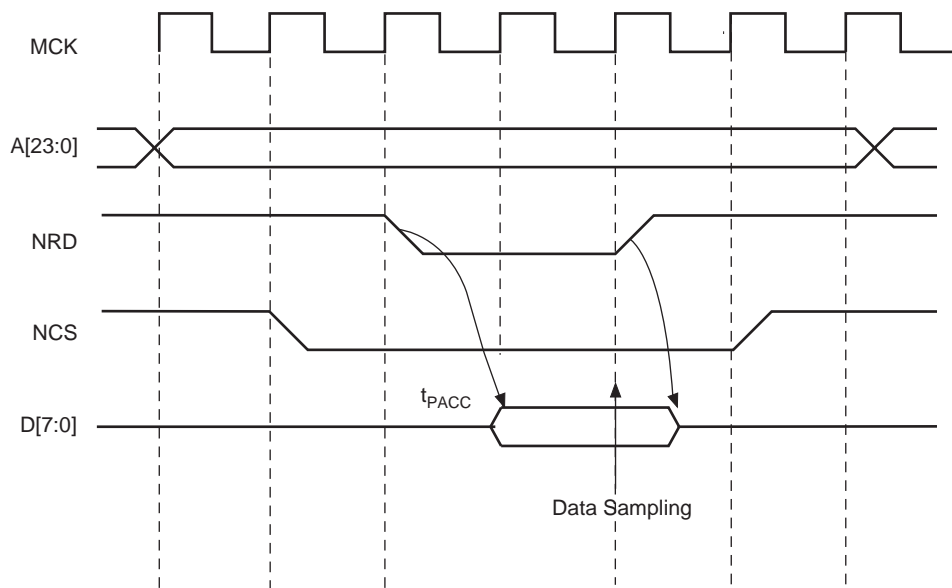 MCK
A[23:0]
NRD
NCS
tPACC
D[7:0]
Data Sampling